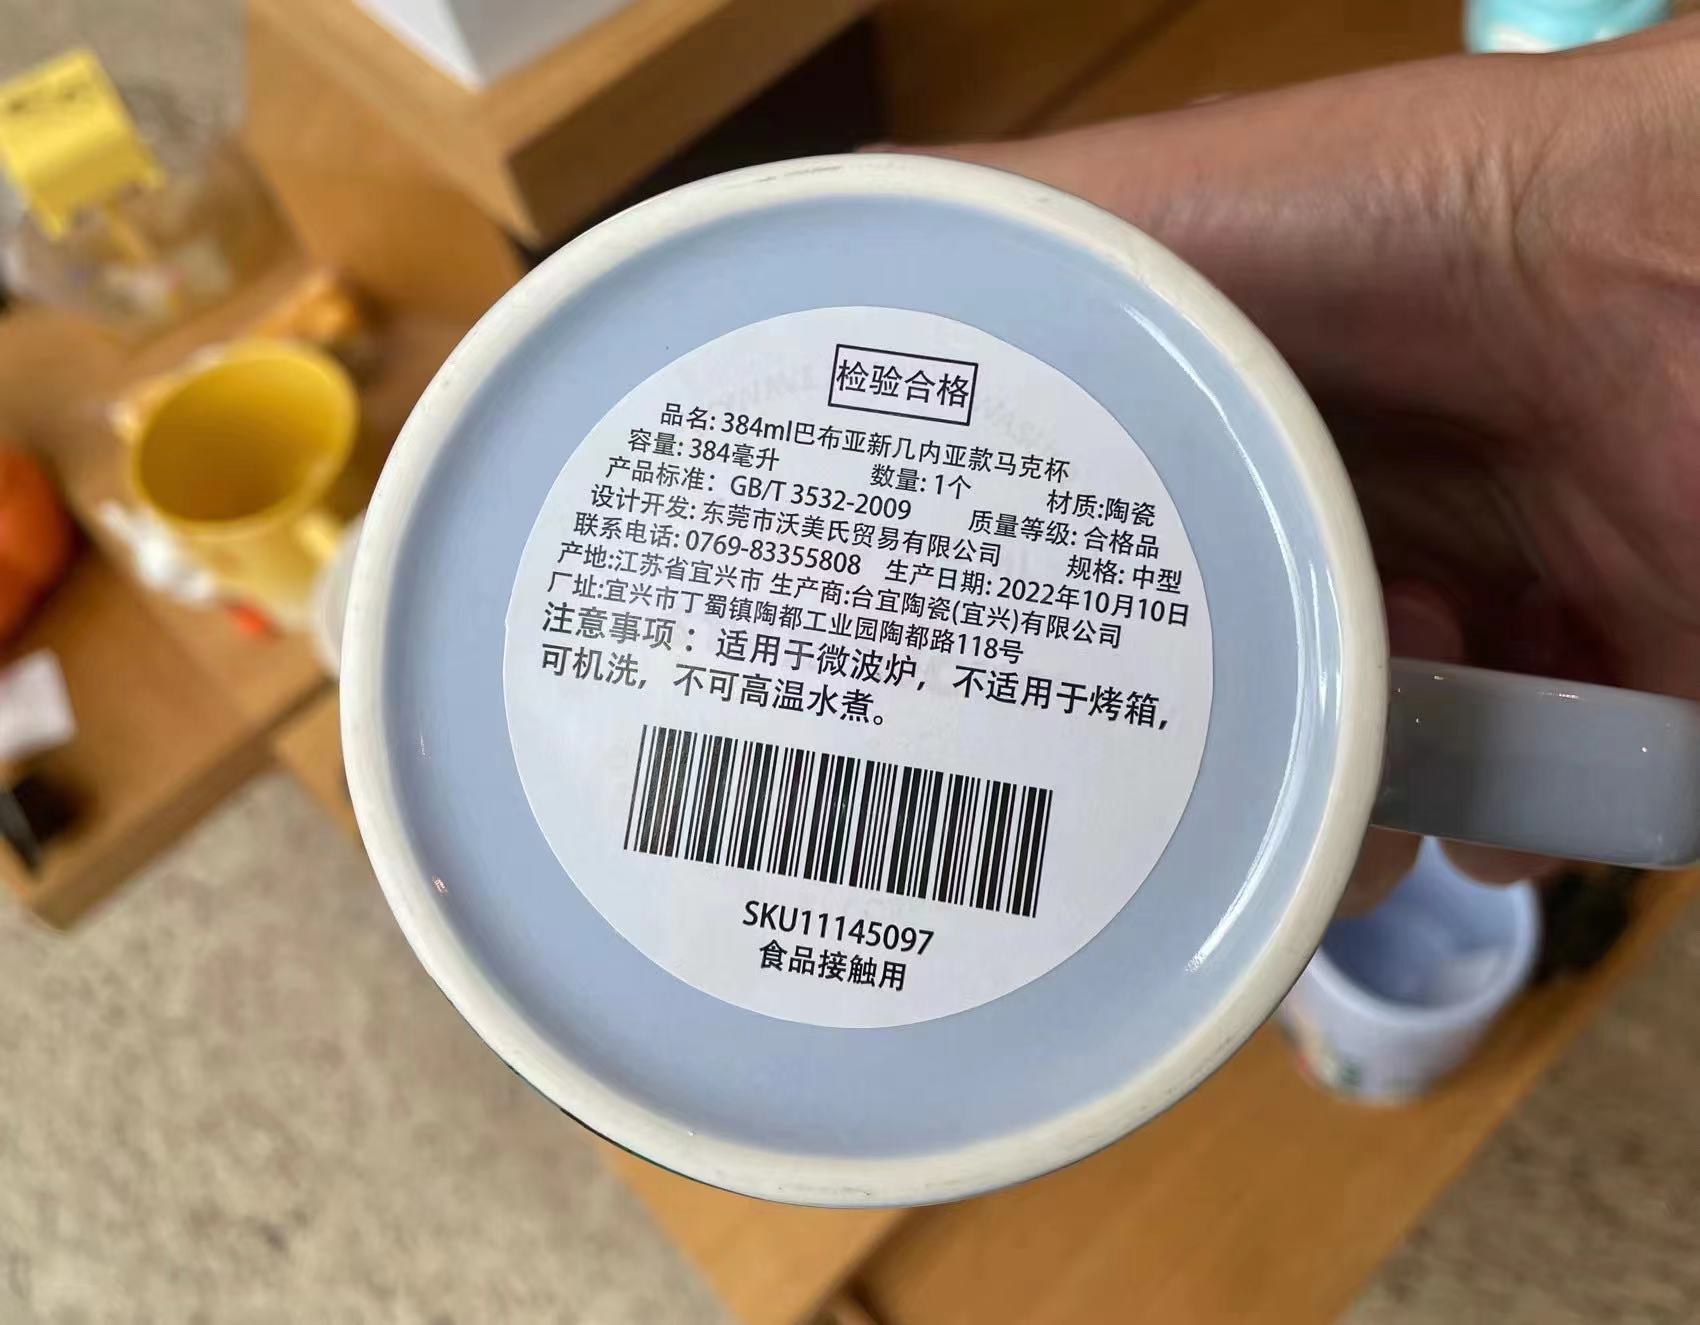 检验合格
品名: 384ml巴布亚新几内亚款马克杯
容量: 384毫升 数量: 1个 材质:陶瓷
产品标准: GB/T 3532-2009 质量等级: 合格品
设计开发: 东莞市沃美氏贸易有限公司 规格: 中型
联系电话: 0769-83355808 生产日期: 2022年10月10日
产地:江苏省宜兴市 生产商:台宜陶瓷(宜兴)有限公司
厂址:宜兴市丁蜀镇陶都工业园陶都路118号
注意事项：适用于微波炉，不适用于烤箱，
可机洗，不可高温水煮。
SKU11145097
食品接触用